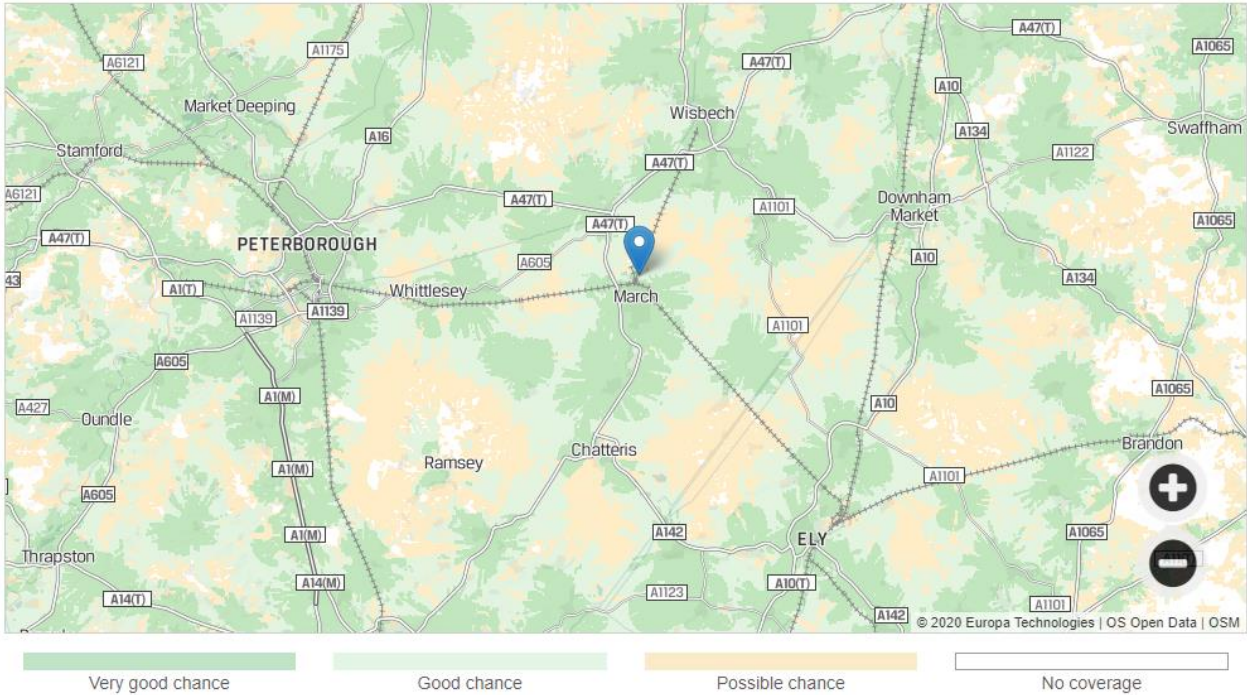 A6121
A1175
A47(T)
A47(T)
A1065
Market Deeping
A10
Wisbech
A16
A134
Swaffham
Stamford
A1122
A47(T)
A6121
A47(T)
A1101
Downham
Market
A1065
A47(T)
A47(T)
PETERBOROUGH
A605
A10
43
A1(T)
Whittlesey
March
A134
A1139
A1139
A1101
A605
A1(M)
A1065
A427
Oundle
A10
Chatteris
Brandon
Ramsey
A1(M)
A1101
A605
A1(M)
A142
ELY
A1065
Thrapston
A14(M)
A10(T)
A1123
A14(T)
A1101
A142
© 2020 Europa Technologies | OS Open Data | OSM
Very good chance
Good chance
Possible chance
No coverage